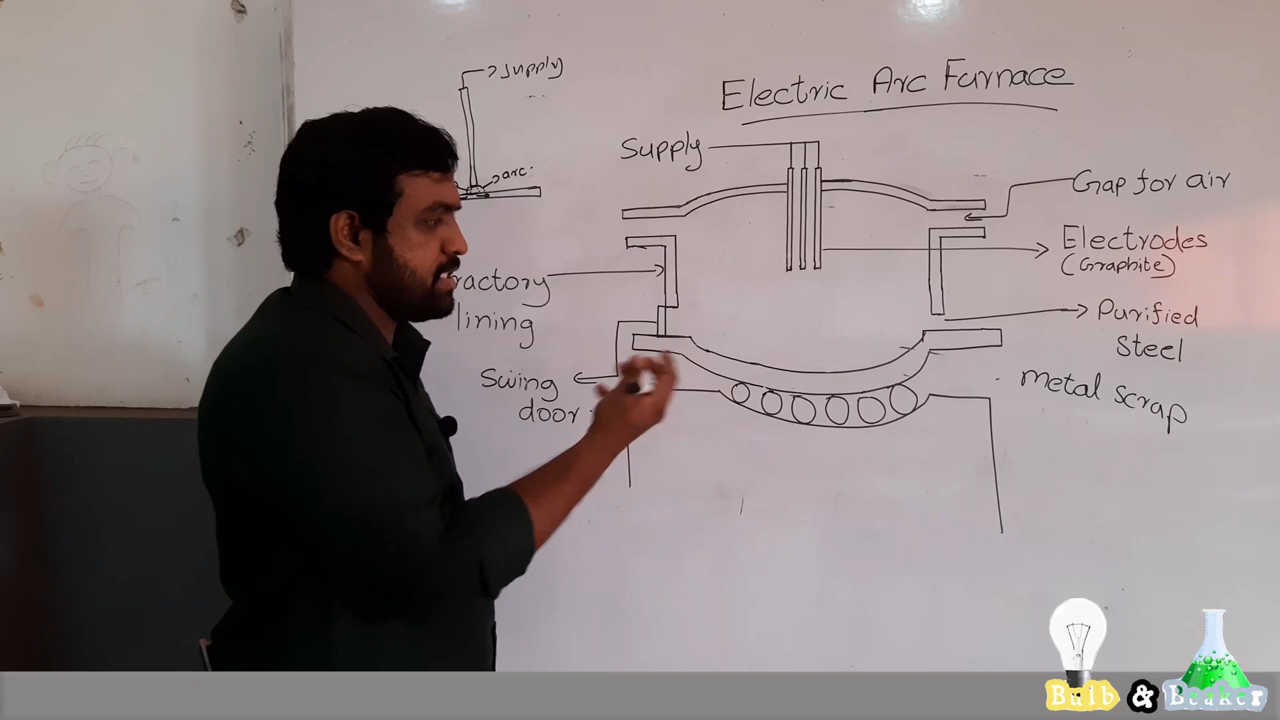 Electric Arc Furnace
supply
arc.
Supply
Gap for air
Electrodes
(Graphite)
ractory
lining
Purified
Steel
Swing
door
metal scrap
Bulb & Beaker